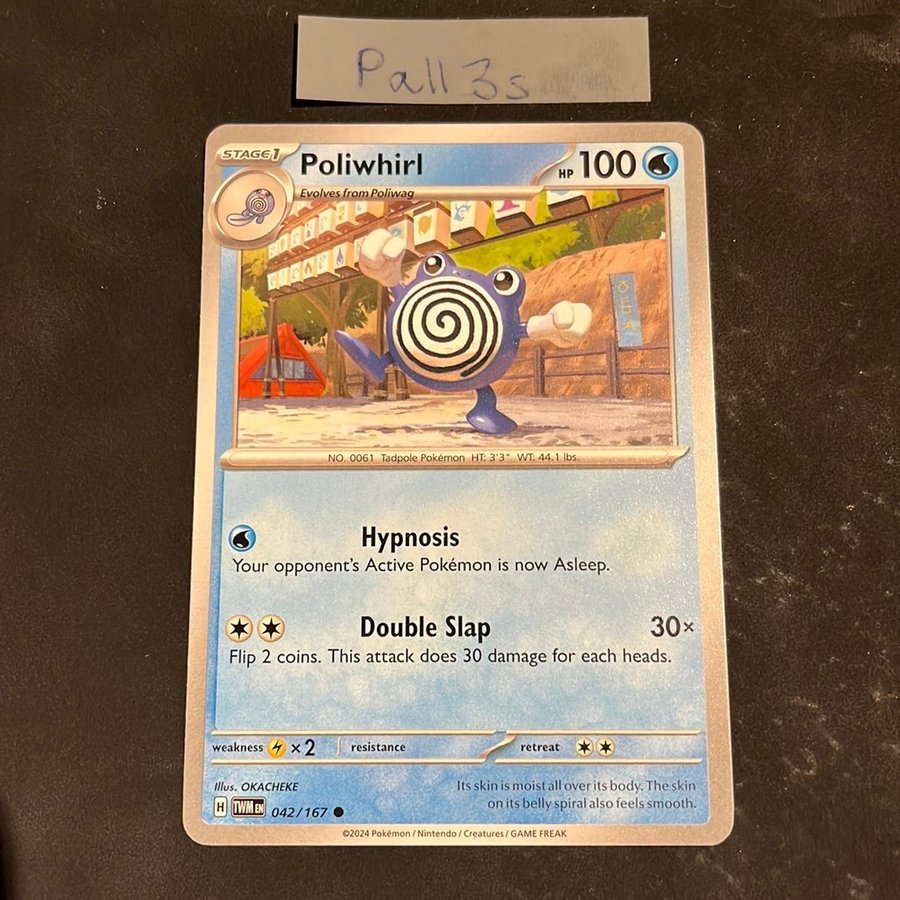 Pall3s
STAGE1
Poliwhirl
HP 100
Evolves from Poliwag
NO. 0061 Tadpole Pokémon HT: 3'3" WT: 44.1 lbs.
Hypnosis
Your opponent's Active Pokémon is now Asleep.
Double Slap 30×
Flip 2 coins. This attack does 30 damage for each heads.
weakness ×2 resistance retreat
Illus. OKACHEKE
Its skin is moist all over its body. The skin
on its belly spiral also feels smooth.
H TWM EN 042/167
©2024 Pokémon / Nintendo / Creatures / GAME FREAK